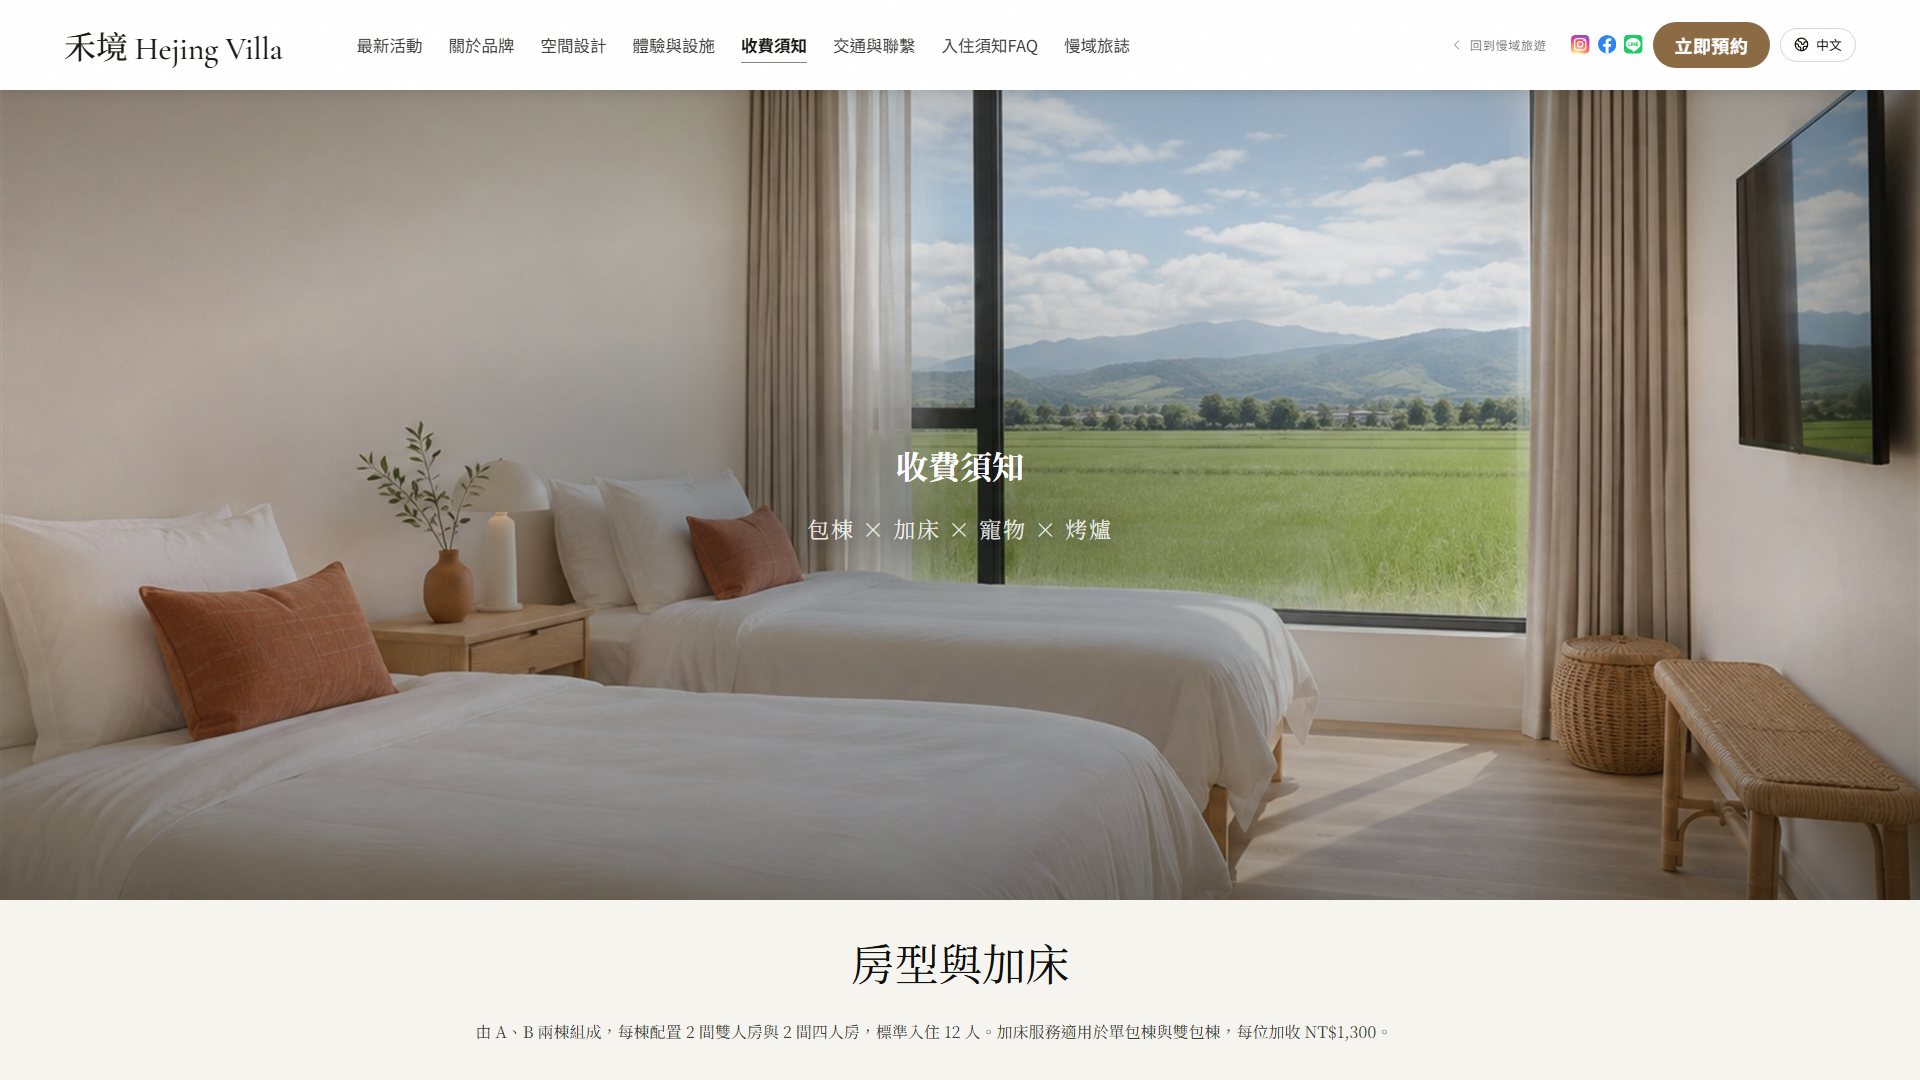 禾境 Hejing Villa
最新活動 關於品牌 空間設計 體驗與設施 收費須知 交通與聯繫 入住須知FAQ 慢域旅誌
回到慢域旅遊
立即預約
中文
收費須知
包棟 × 加床 × 寵物 × 烤爐
房型與加床
由 A、B 兩棟組成，每棟配置 2 間雙人房與 2 間四人房，標準入住 12 人。加床服務適用於單包棟與雙包棟，每位加收 NT$1,300。